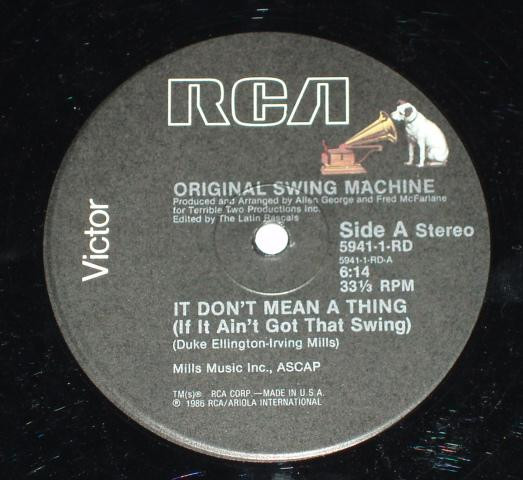 RCA
Victor
ORIGINAL SWING MACHINE
Produced and Arranged by Allen George and Fred McFarlane
for Terrible Two Productions Inc.
Edited by The Latin Rascals
Side A Stereo
5941-1-RD
5941-1-RD-A
6:14
33⅓ RPM
IT DON'T MEAN A THING
(If It Ain't Got That Swing)
(Duke Ellington-Irving Mills)
Mills Music Inc., ASCAP
TM(s)® RCA CORP.—MADE IN U.S.A.
℗ 1986 RCA/ARIOLA INTERNATIONAL